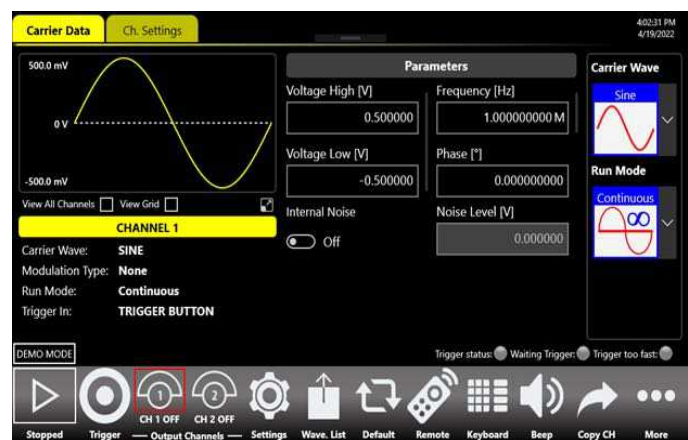 Carrier Data
Ch. Settings
4:02:31 PM
4/19/2022
500.0 mV
0 V
-500.0 mV
View All Channels
View Grid
CHANNEL 1
Carrier Wave: SINE
Modulation Type: None
Run Mode: Continuous
Trigger In: TRIGGER BUTTON
Parameters
Voltage High [V]
0.500000
Frequency [Hz]
1.000000000 M
Voltage Low [V]
-0.500000
Phase [°]
0.000000000
Internal Noise
Off
Noise Level [V]
0.000000
Carrier Wave
Sine
Run Mode
Continuous
DEMO MODE
Trigger status:
Waiting Trigger:
Trigger too fast:
1
CH 1 OFF
2
CH 2 OFF
Stopped
Trigger
Output Channels
Settings
Wave. List
Default
Remote
Keyboard
Beep
Copy CH
More